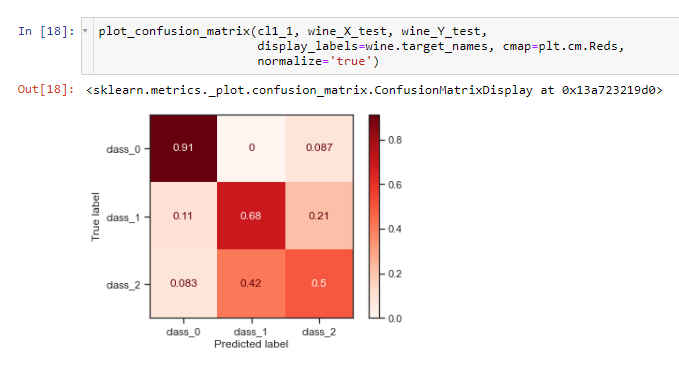 In [18]: plot_confusion_matrix(cl1_1, wine_X_test, wine_Y_test,
display_labels=wine.target_names, cmap=plt.cm.Reds,
normalize='true')
Out[18]: <sklearn.metrics._plot.confusion_matrix.ConfusionMatrixDisplay at 0x13a723219d0>
class_0 0.91 0 0.087
class_1 0.11 0.68 0.21
class_2 0.083 0.42 0.5
True label
class_0 class_1 class_2
Predicted label
0.8
0.6
0.4
0.2
0.0